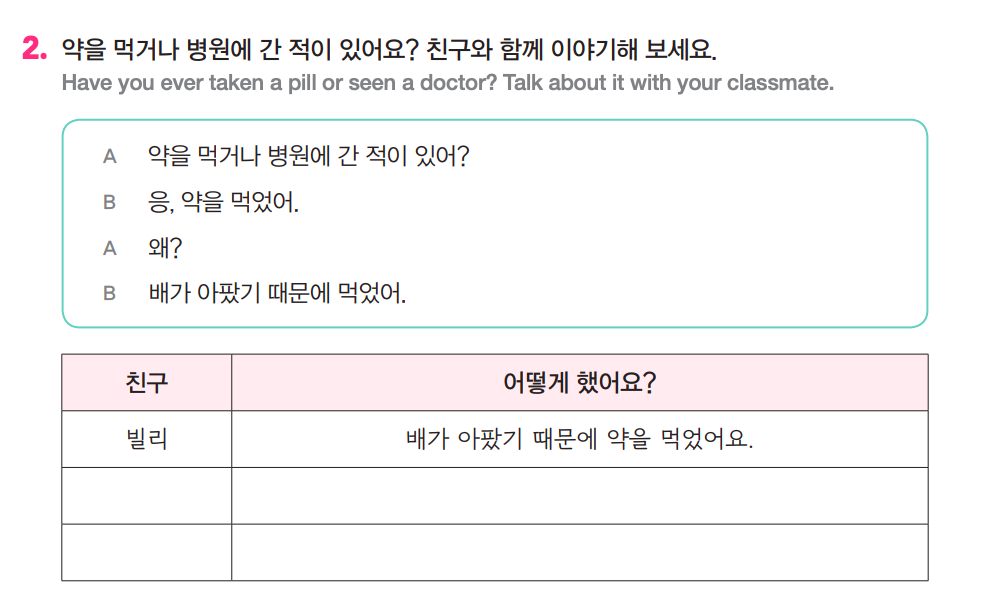 2. 약을 먹거나 병원에 간 적이 있어요? 친구와 함께 이야기해 보세요.
Have you ever taken a pill or seen a doctor? Talk about it with your classmate.
A 약을 먹거나 병원에 간 적이 있어?
B 응, 약을 먹었어.
A 왜?
B 배가 아팠기 때문에 먹었어.
친구 어떻게 했어요?
빌리 배가 아팠기 때문에 약을 먹었어요.